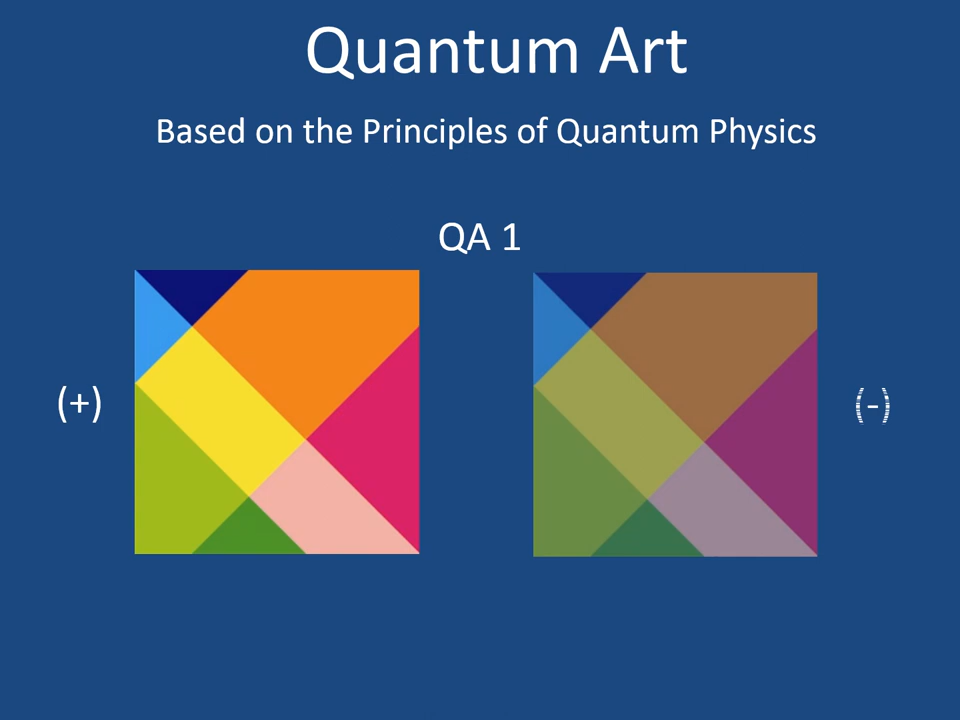 Quantum Art
Based on the Principles of Quantum Physics
QA 1
(+)
(-)